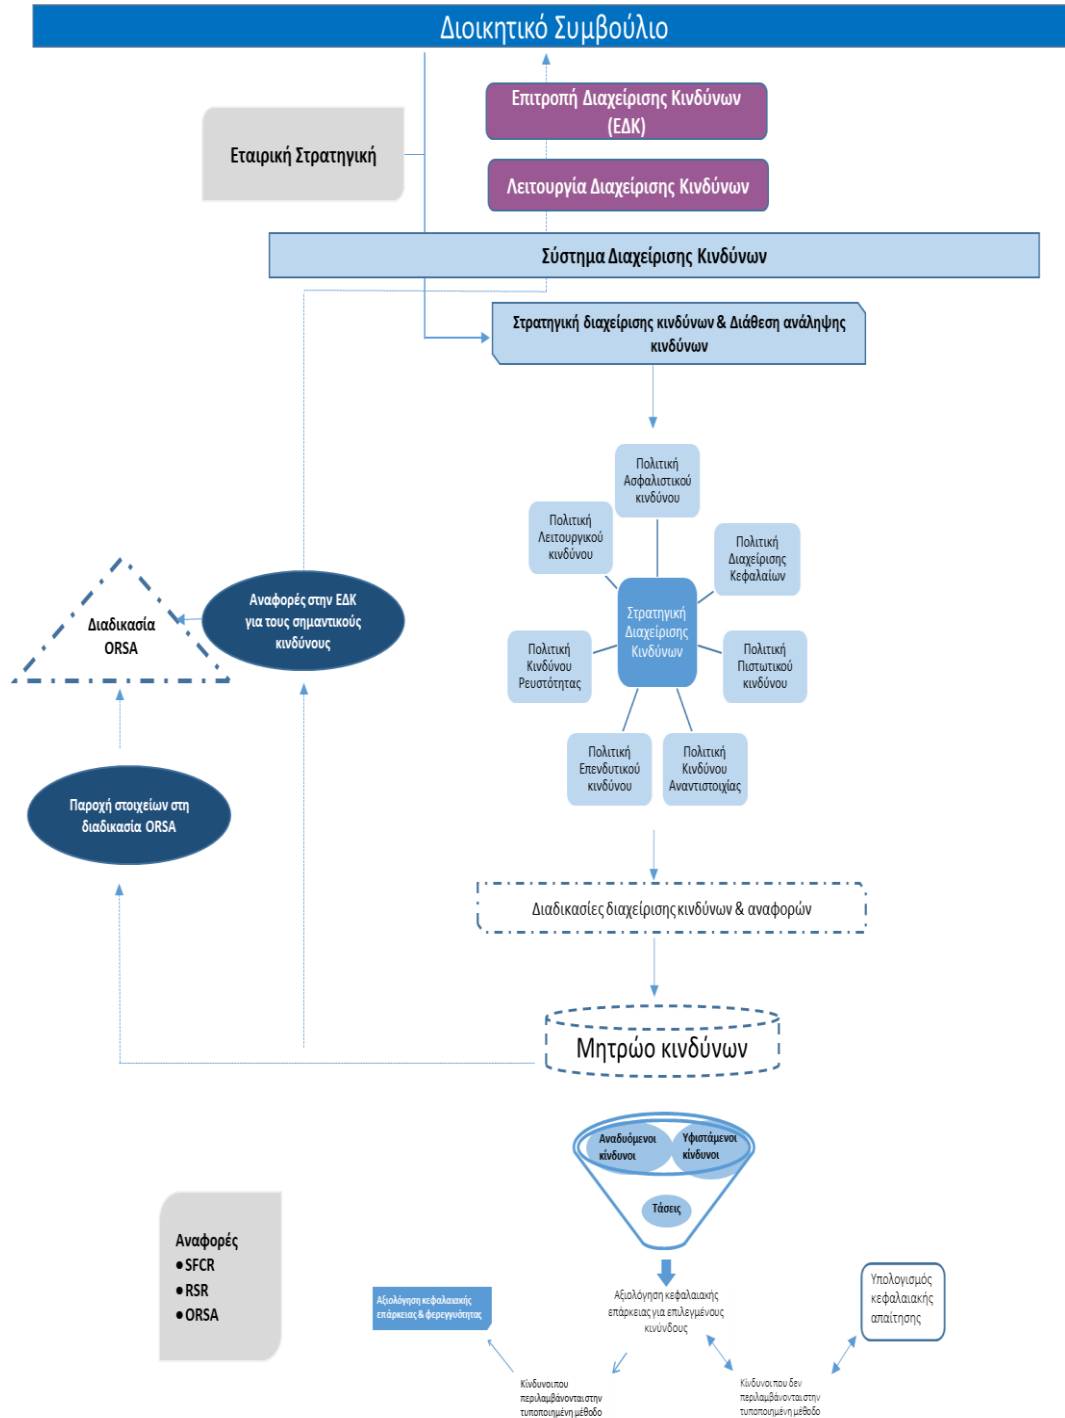 Διοικητικό Συμβούλιο
Επιτροπή Διαχείρισης Κινδύνων
(ΕΔΚ)
Εταιρική Στρατηγική
Λειτουργία Διαχείρισης Κινδύνων
Σύστημα Διαχείρισης Κινδύνων
Στρατηγική διαχείρισης κινδύνων & Διάθεση ανάληψης
κινδύνων
Πολιτική
Ασφαλιστικού
κινδύνου
Πολιτική
Λειτουργικού
κινδύνου
Πολιτική
Διαχείρισης
Κεφαλαίων
Στρατηγική
Διαχείρισης
Κινδύνων
Πολιτική
Κινδύνου
Ρευστότητας
Πολιτική
Πιστωτικού
κινδύνου
Πολιτική
Επενδυτικού
κινδύνου
Πολιτική
Κινδύνου
Αναντιστοιχίας
Αναφορές στην ΕΔΚ
για τους σημαντικούς
κινδύνους
Διαδικασία
ORSA
Παροχή στοιχείων στη
διαδικασία ORSA
Διαδικασίες διαχείρισης κινδύνων & αναφορών
Μητρώο κινδύνων
Αναδυόμενοι
κίνδυνοι
Υφιστάμενοι
κίνδυνοι
Τάσεις
Αναφορές
• SFCR
• RSR
• ORSA
Αξιολόγηση κεφαλαιακής
επάρκειας & φερεγγυότητας
Αξιολόγηση κεφαλαιακής
επάρκειας για επιλεγμένους
κινύνδους
Υπολογισμός
κεφαλαιακής
απαίτησης
Κίνδυνοι που
περιλαμβάνονται στην
τυποποιημένη μέθοδο
Κίνδυνοι που δεν
περιλαμβάνονται στην
τυποποιημένη μέθοδο